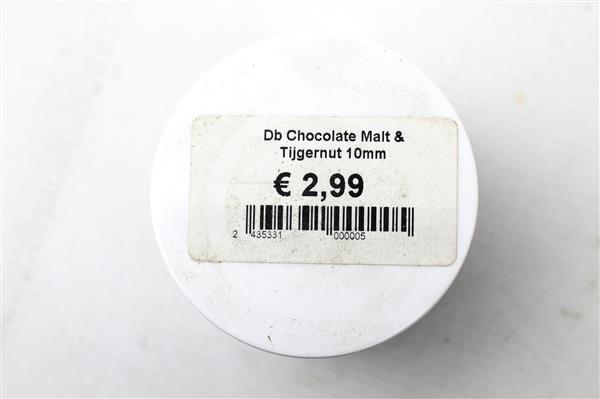 Db Chocolate Malt &
Tijgernut 10mm
€ 2,99
2 435331 000005